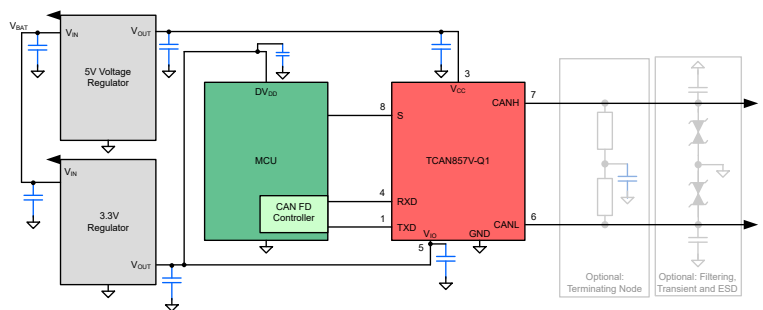 VBAT
VIN
VOUT
5V Voltage
Regulator
VIN
3.3V
Regulator
VOUT
DVDD
MCU
CAN FD
Controller
8
4
1
5
3
VCC
S
TCAN857V-Q1
RXD
TXD
VIO
GND
CANH
CANL
7
6
Optional:
Terminating Node
Optional: Filtering,
Transient and ESD